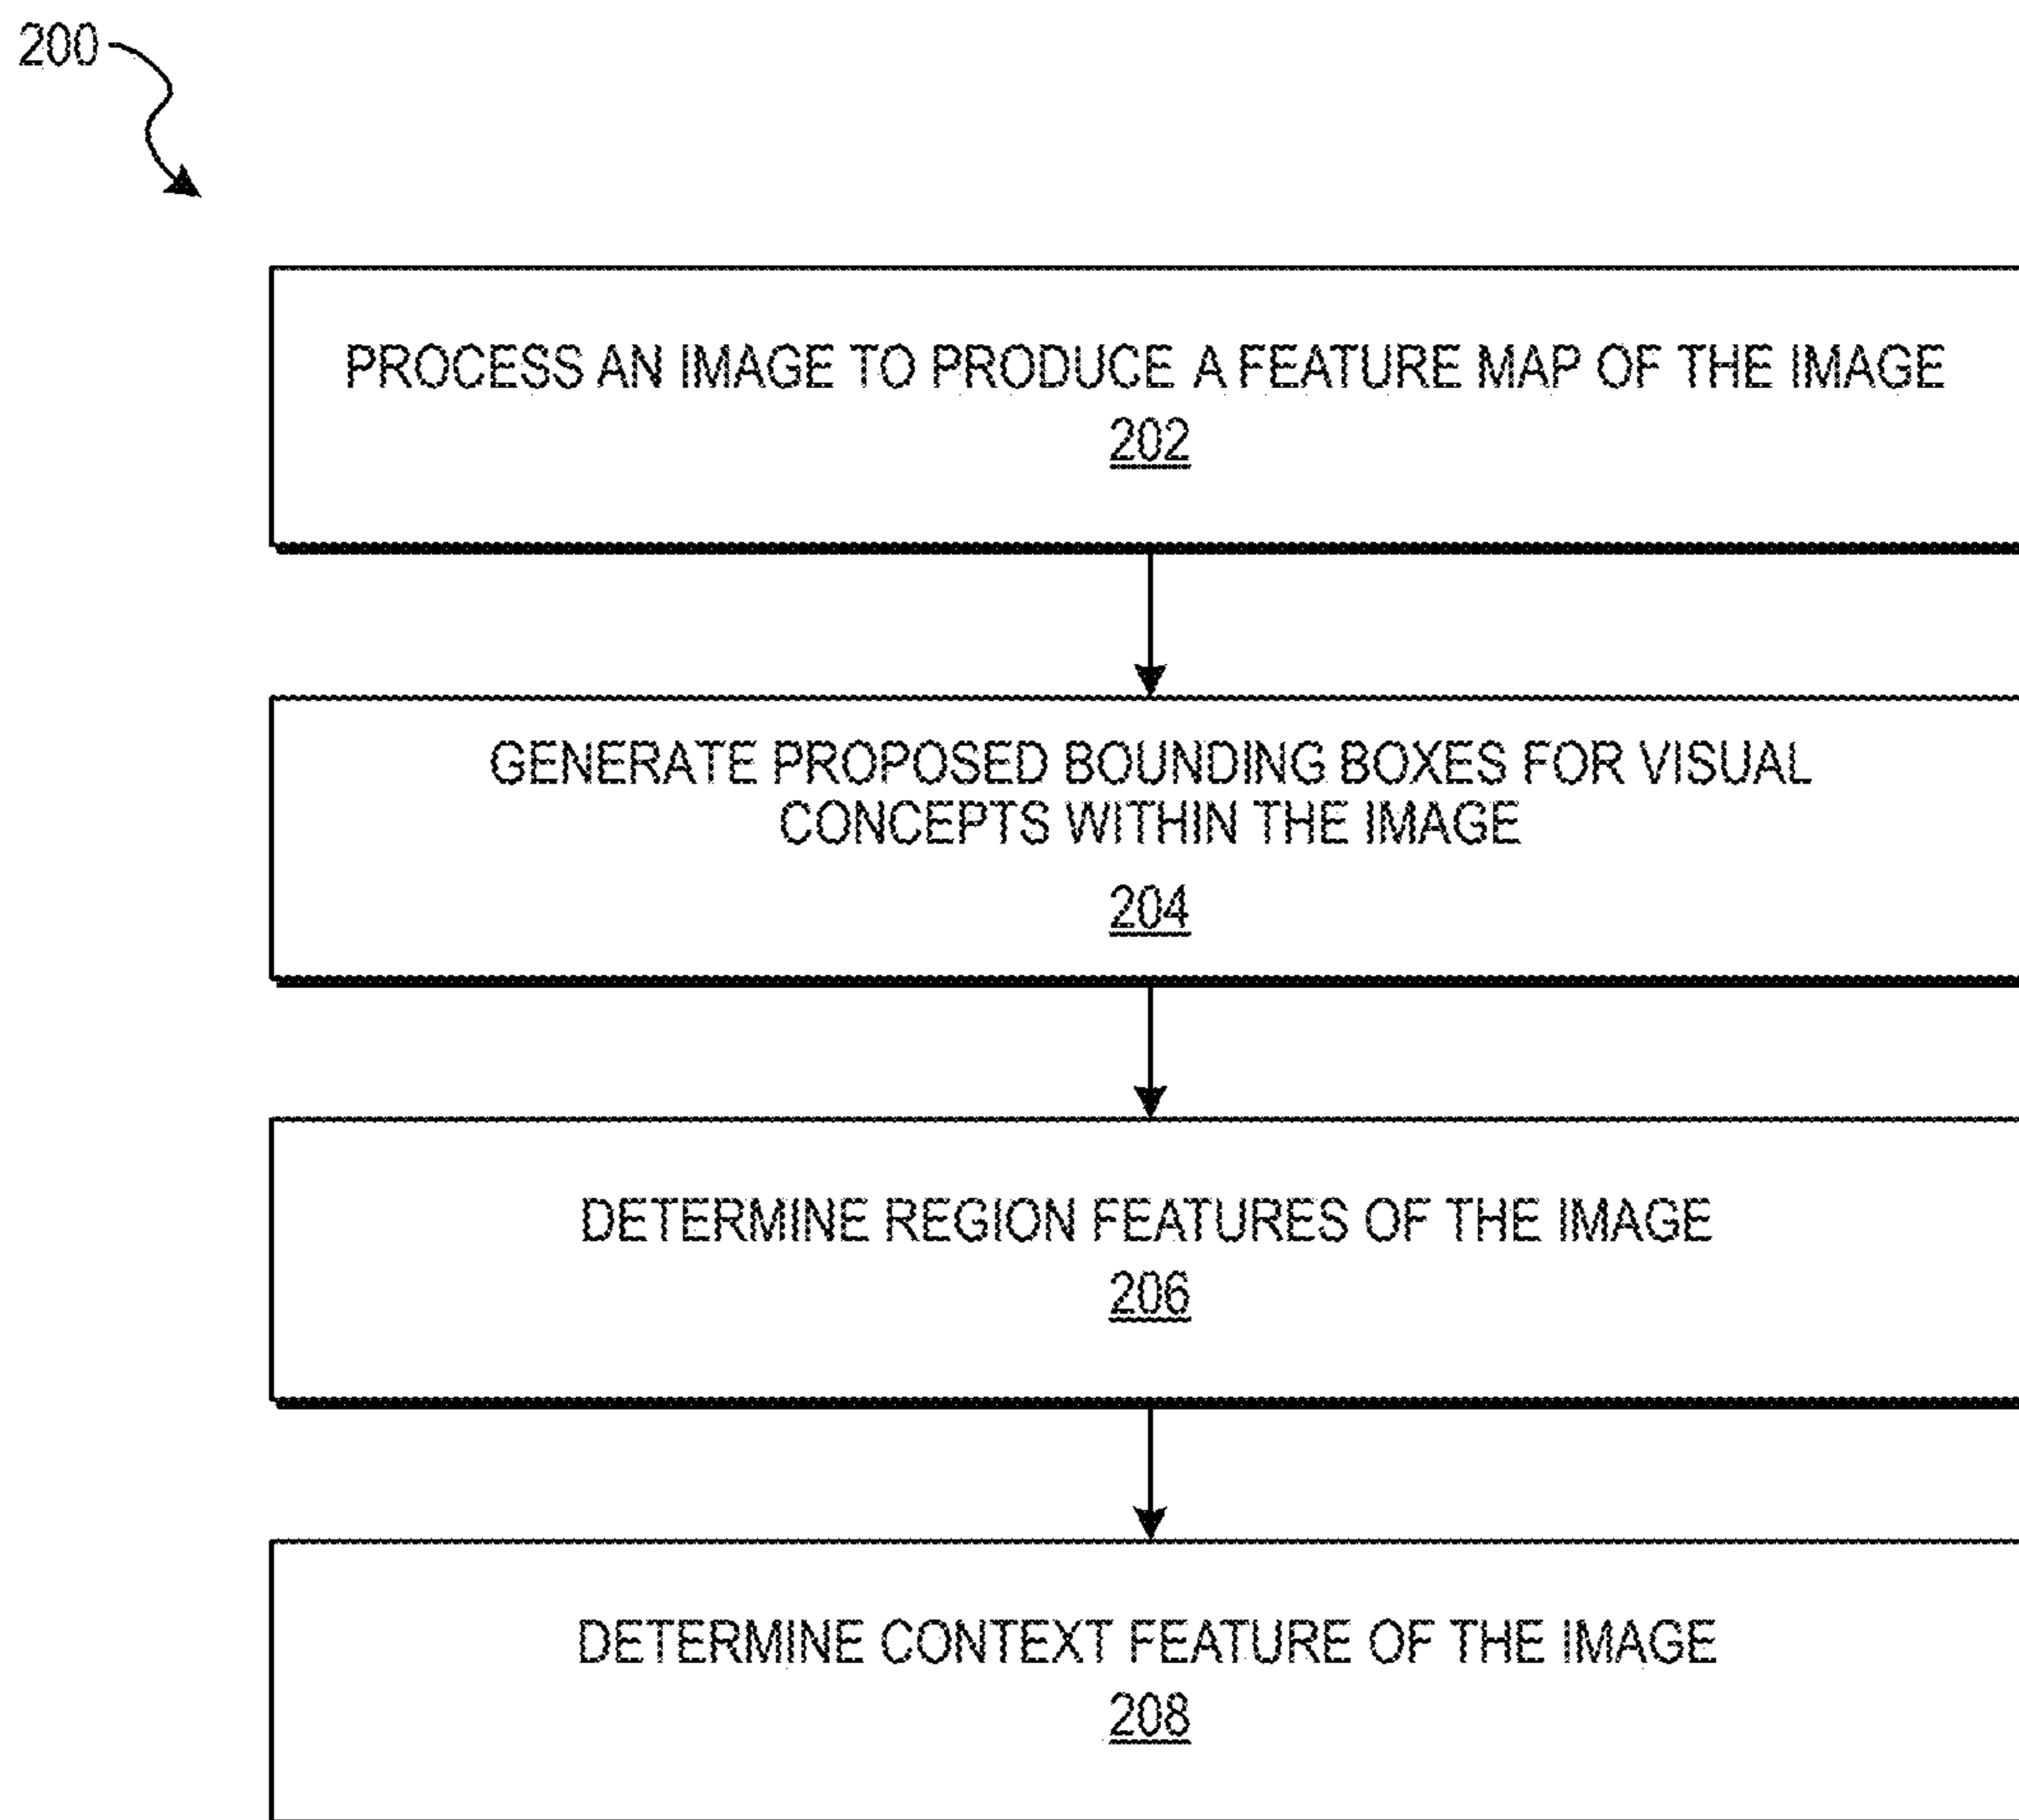 200
PROCESS AN IMAGE TO PRODUCE A FEATURE MAP OF THE IMAGE
202
GENERATE PROPOSED BOUNDING BOXES FOR VISUAL
CONCEPTS WITHIN THE IMAGE
204
DETERMINE REGION FEATURES OF THE IMAGE
206
DETERMINE CONTEXT FEATURE OF THE IMAGE
208